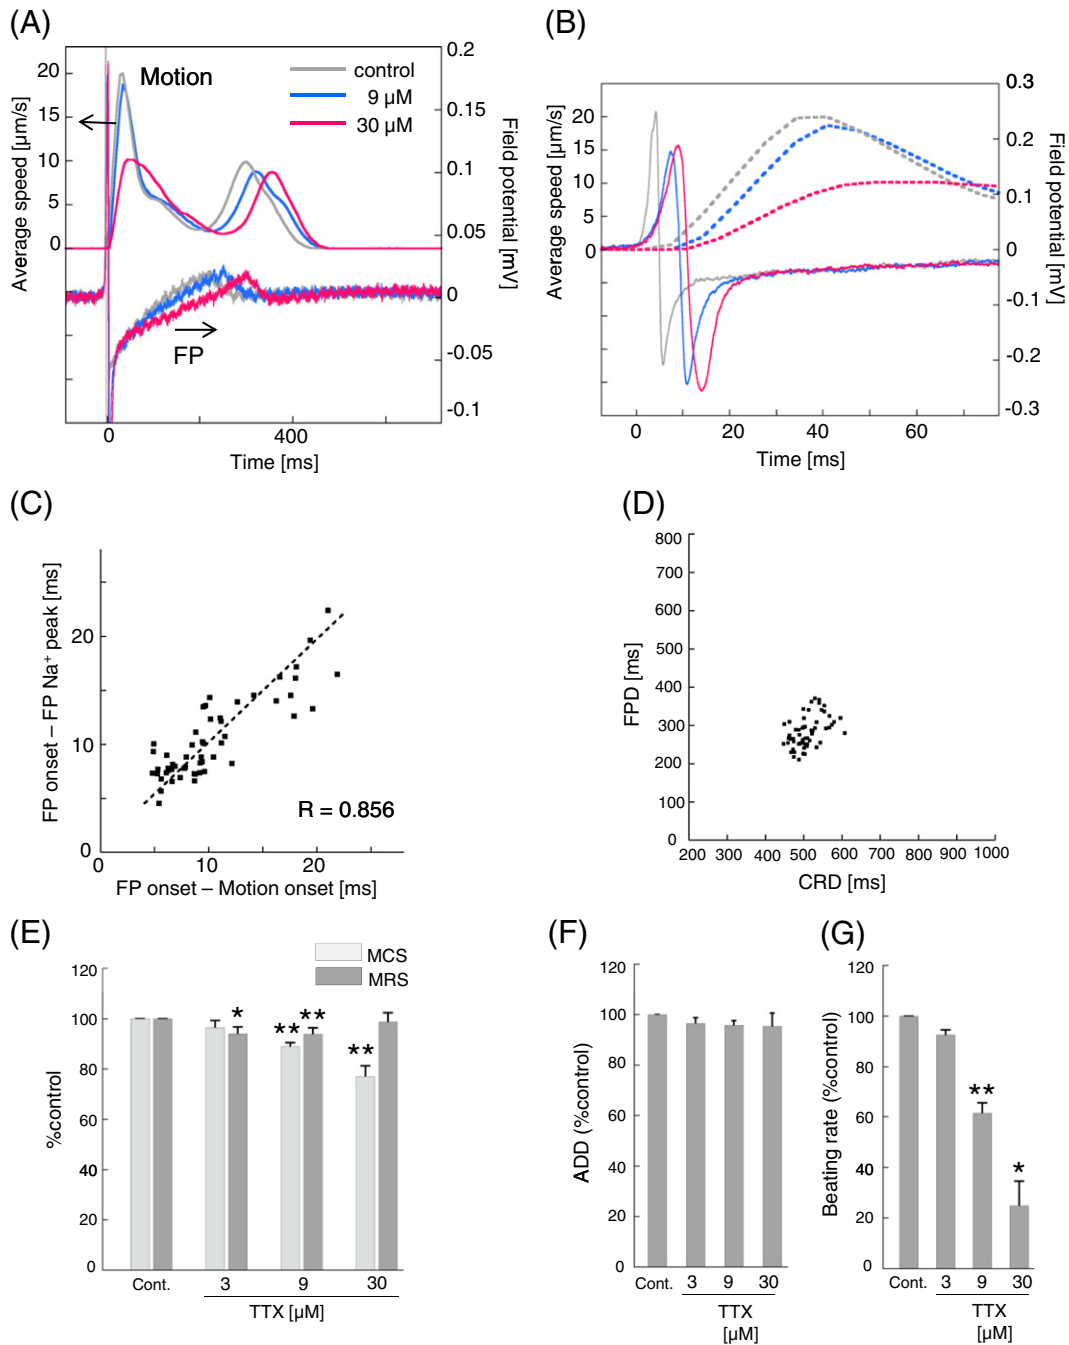 (A)
Average speed [μm/s]
20
15
10
5
0
Motion
control
9 μM
30 μM
0.2
0.15
0.1
0.05
0
-0.05
-0.1
Field potential [mV]
FP
0
400
Time [ms]
(B)
Average speed [μm/s]
20
15
10
5
0
0.3
0.2
0.1
0
-0.1
-0.2
-0.3
Field potential [mV]
0
20
40
60
Time [ms]
(C)
FP onset – FP Na⁺ peak [ms]
20
10
0
R = 0.856
0
10
20
FP onset – Motion onset [ms]
(D)
FPD [ms]
800
700
600
500
400
300
200
100
0
200 300 400 500 600 700 800 900 1000
CRD [ms]
(E)
MCS
MRS
%control
120
100
80
60
40
20
0
*
**
**
**
Cont.
3
9
30
TTX [μM]
(F)
ADD (%control)
120
100
80
60
40
20
0
Cont. 3 9 30
TTX
[μM]
(G)
Beating rate (%control)
120
100
80
60
40
20
0
**
*
Cont. 3 9 30
TTX
[μM]